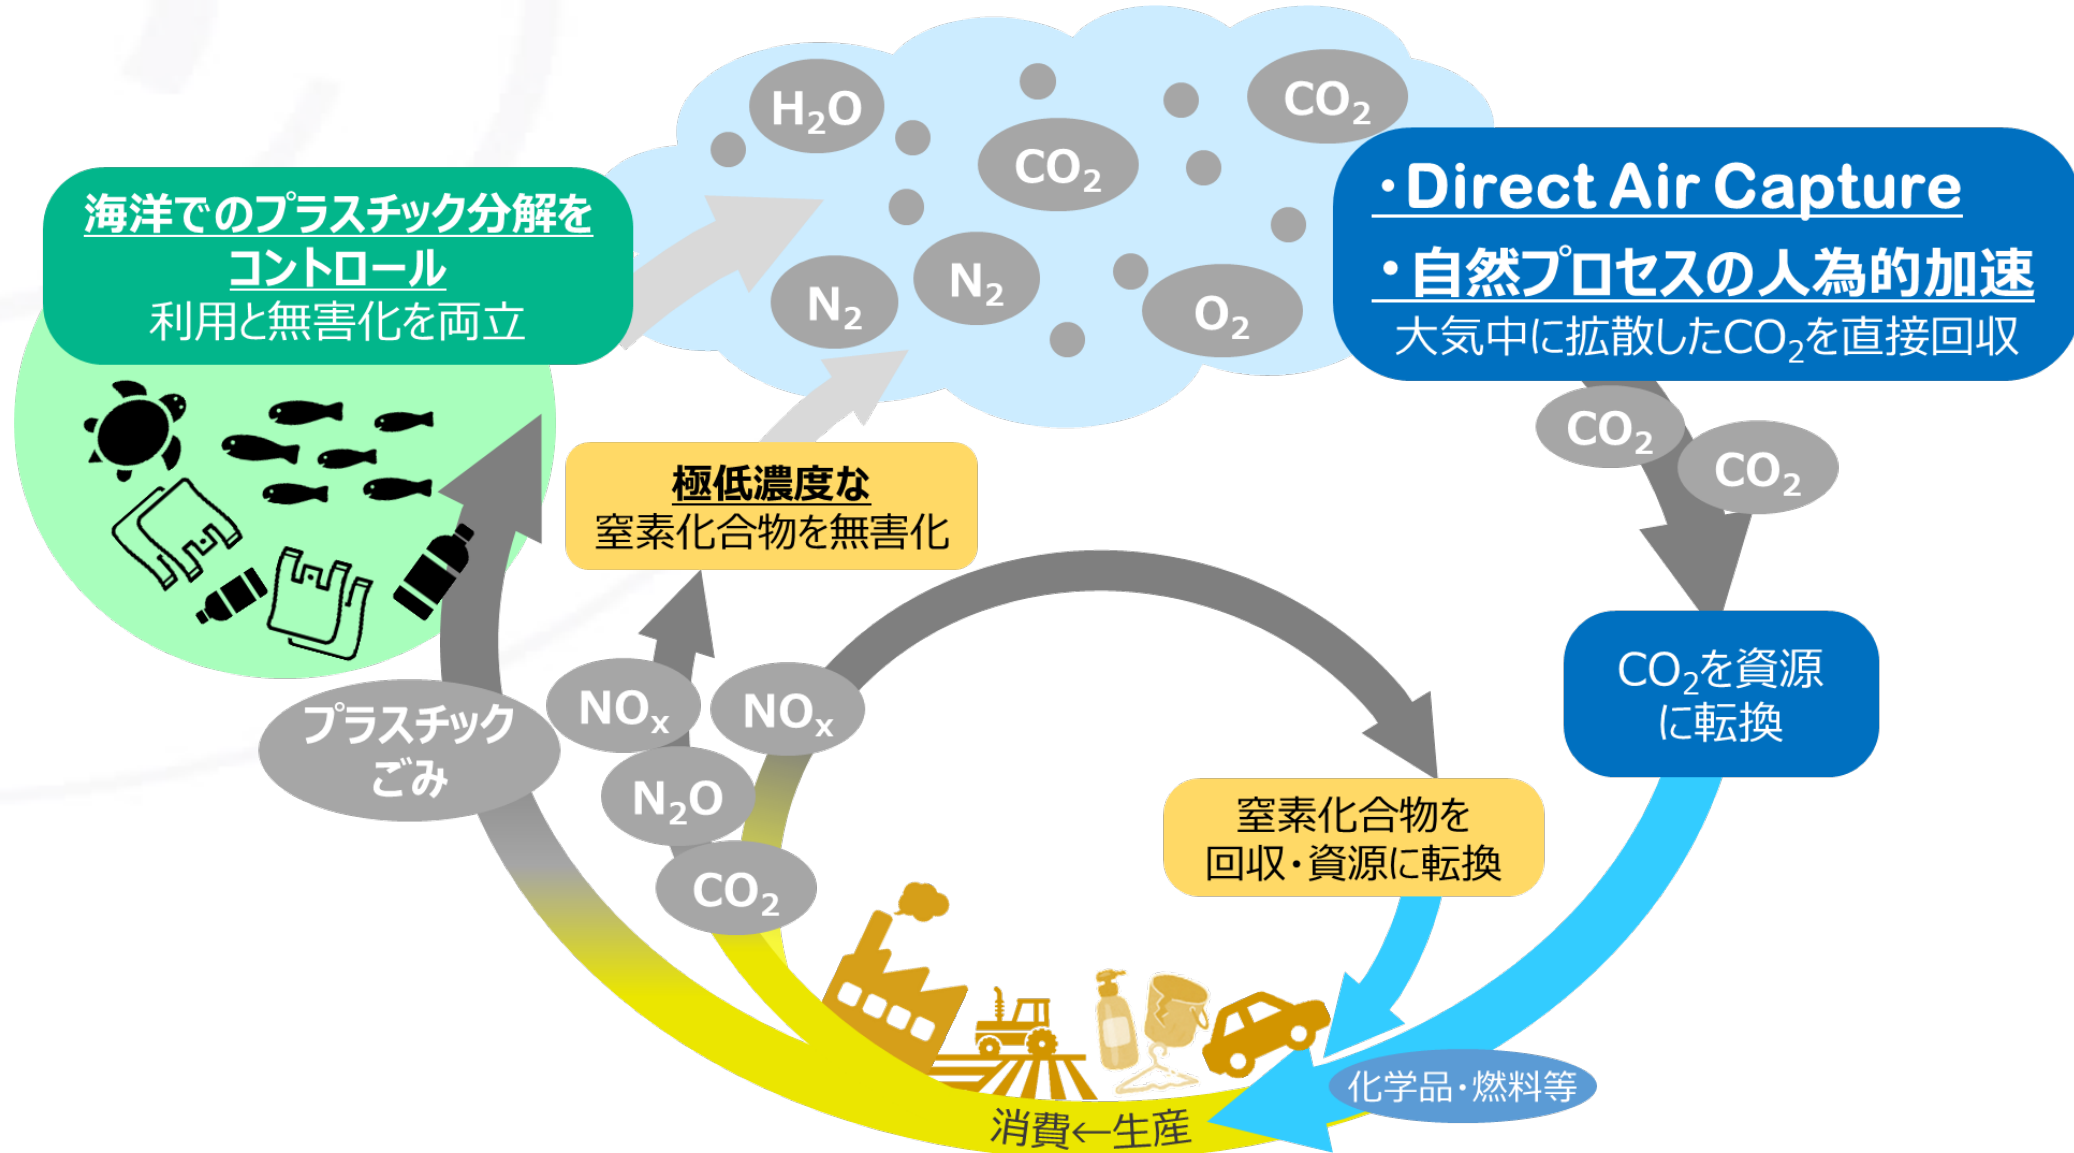 H₂O
CO₂
CO₂
N₂
N₂
O₂
海洋でのプラスチック分解を
コントロール
利用と無害化を両立
・Direct Air Capture
・自然プロセスの人為的加速
大気中に拡散したCO₂を直接回収
CO₂
CO₂
極低濃度な
窒素化合物を無害化
CO₂を資源
に転換
プラスチック
ごみ
NOₓ
NOₓ
N₂O
CO₂
窒素化合物を
回収・資源に転換
化学品・燃料等
消費←生産